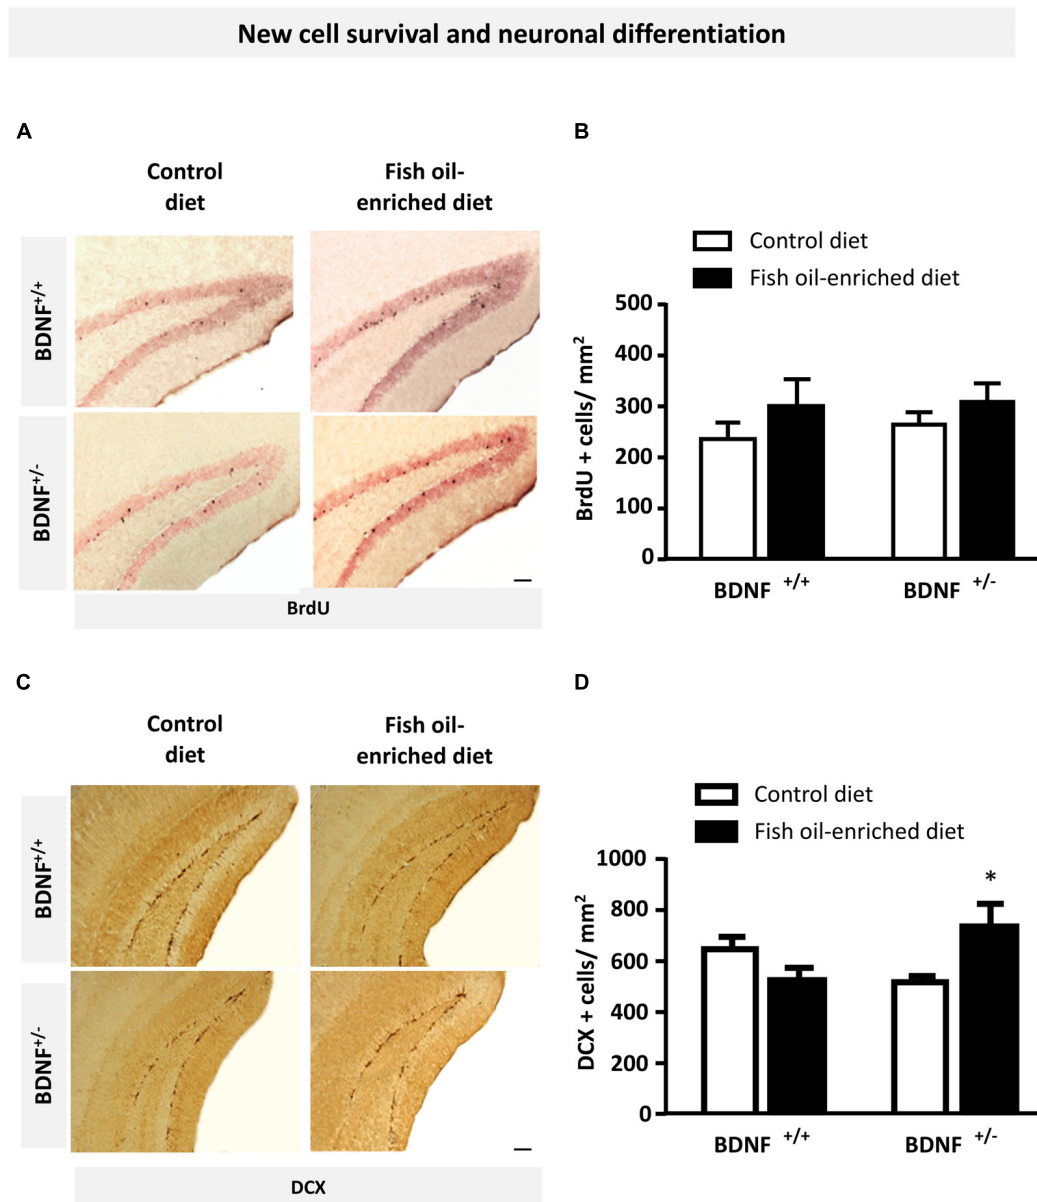 New cell survival and neuronal differentiation
A
Control
diet
Fish oil-
enriched diet
BDNF+/+
BDNF+/-
BrdU
B
Control diet
Fish oil-enriched diet
500
400
300
200
100
0
BrdU + cells/ mm2
BDNF +/+
BDNF +/-
C
Control
diet
Fish oil-
enriched diet
BDNF+/+
BDNF+/-
DCX
D
Control diet
Fish oil-enriched diet
1000
800
600
400
200
0
DCX + cells/ mm2
*
BDNF +/+
BDNF +/-